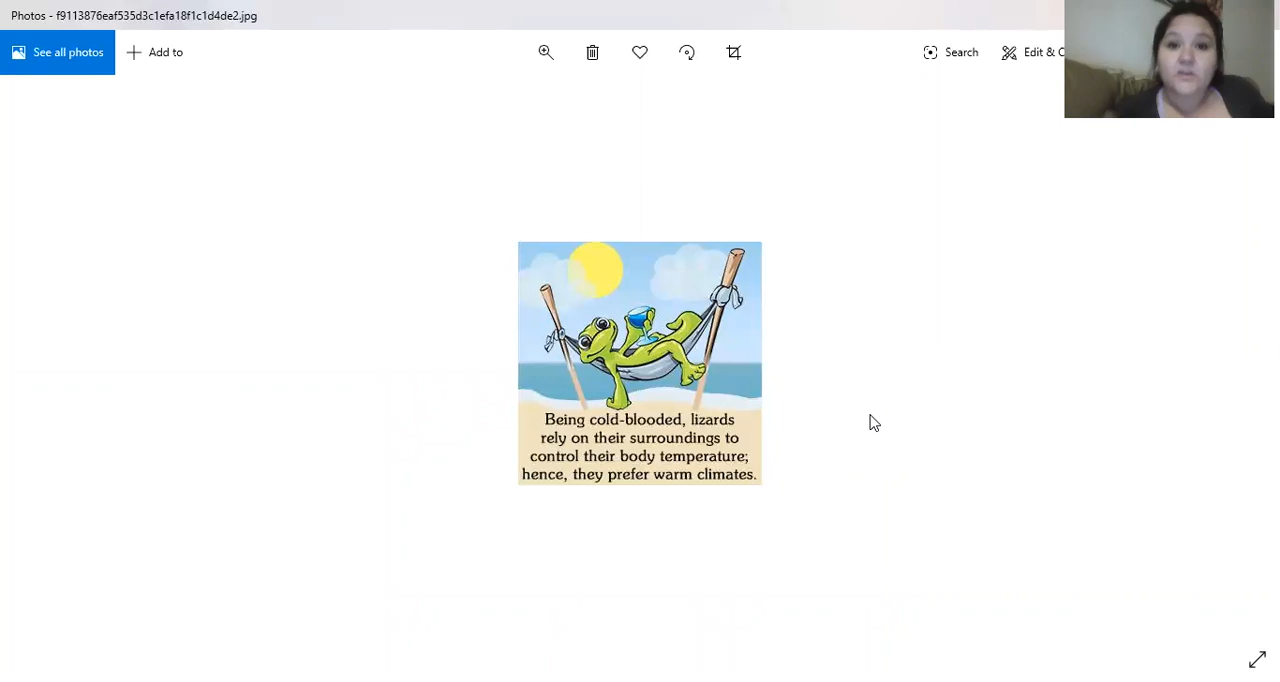 Photos - f9113876eaf535d3c1efa18f1c1d4de2.jpg
See all photos
Add to
Search
Edit & C
Being cold-blooded, lizards
rely on their surroundings to
control their body temperature;
hence, they prefer warm climates.